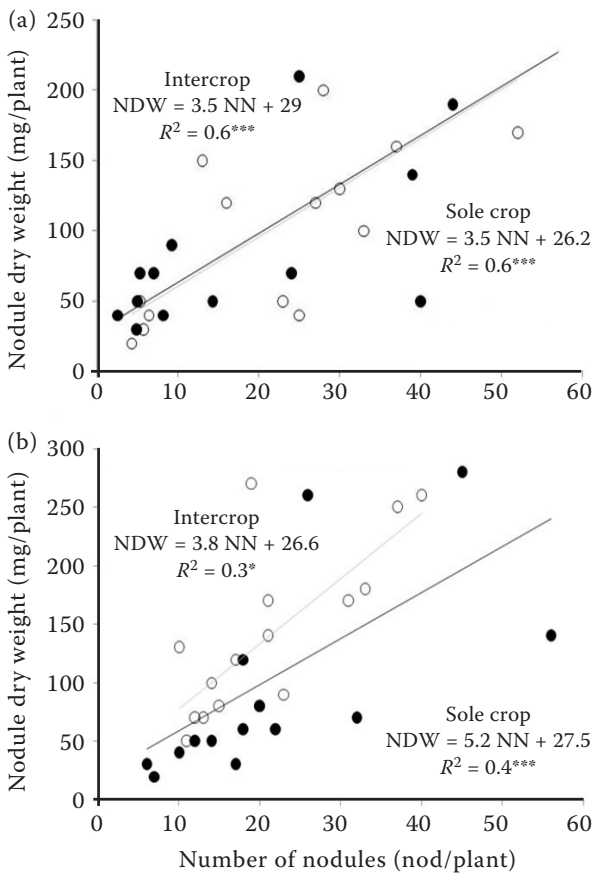 (a)
250
200
150
100
50
0
Nodule dry weight (mg/plant)
Intercrop
NDW = 3.5 NN + 29
R² = 0.6***
Sole crop
NDW = 3.5 NN + 26.2
R² = 0.6***
0 10 20 30 40 50 60
(b)
300
250
200
150
100
50
0
Nodule dry weight (mg/plant)
Intercrop
NDW = 3.8 NN + 26.6
R² = 0.3*
Sole crop
NDW = 5.2 NN + 27.5
R² = 0.4***
0 10 20 30 40 50 60
Number of nodules (nod/plant)